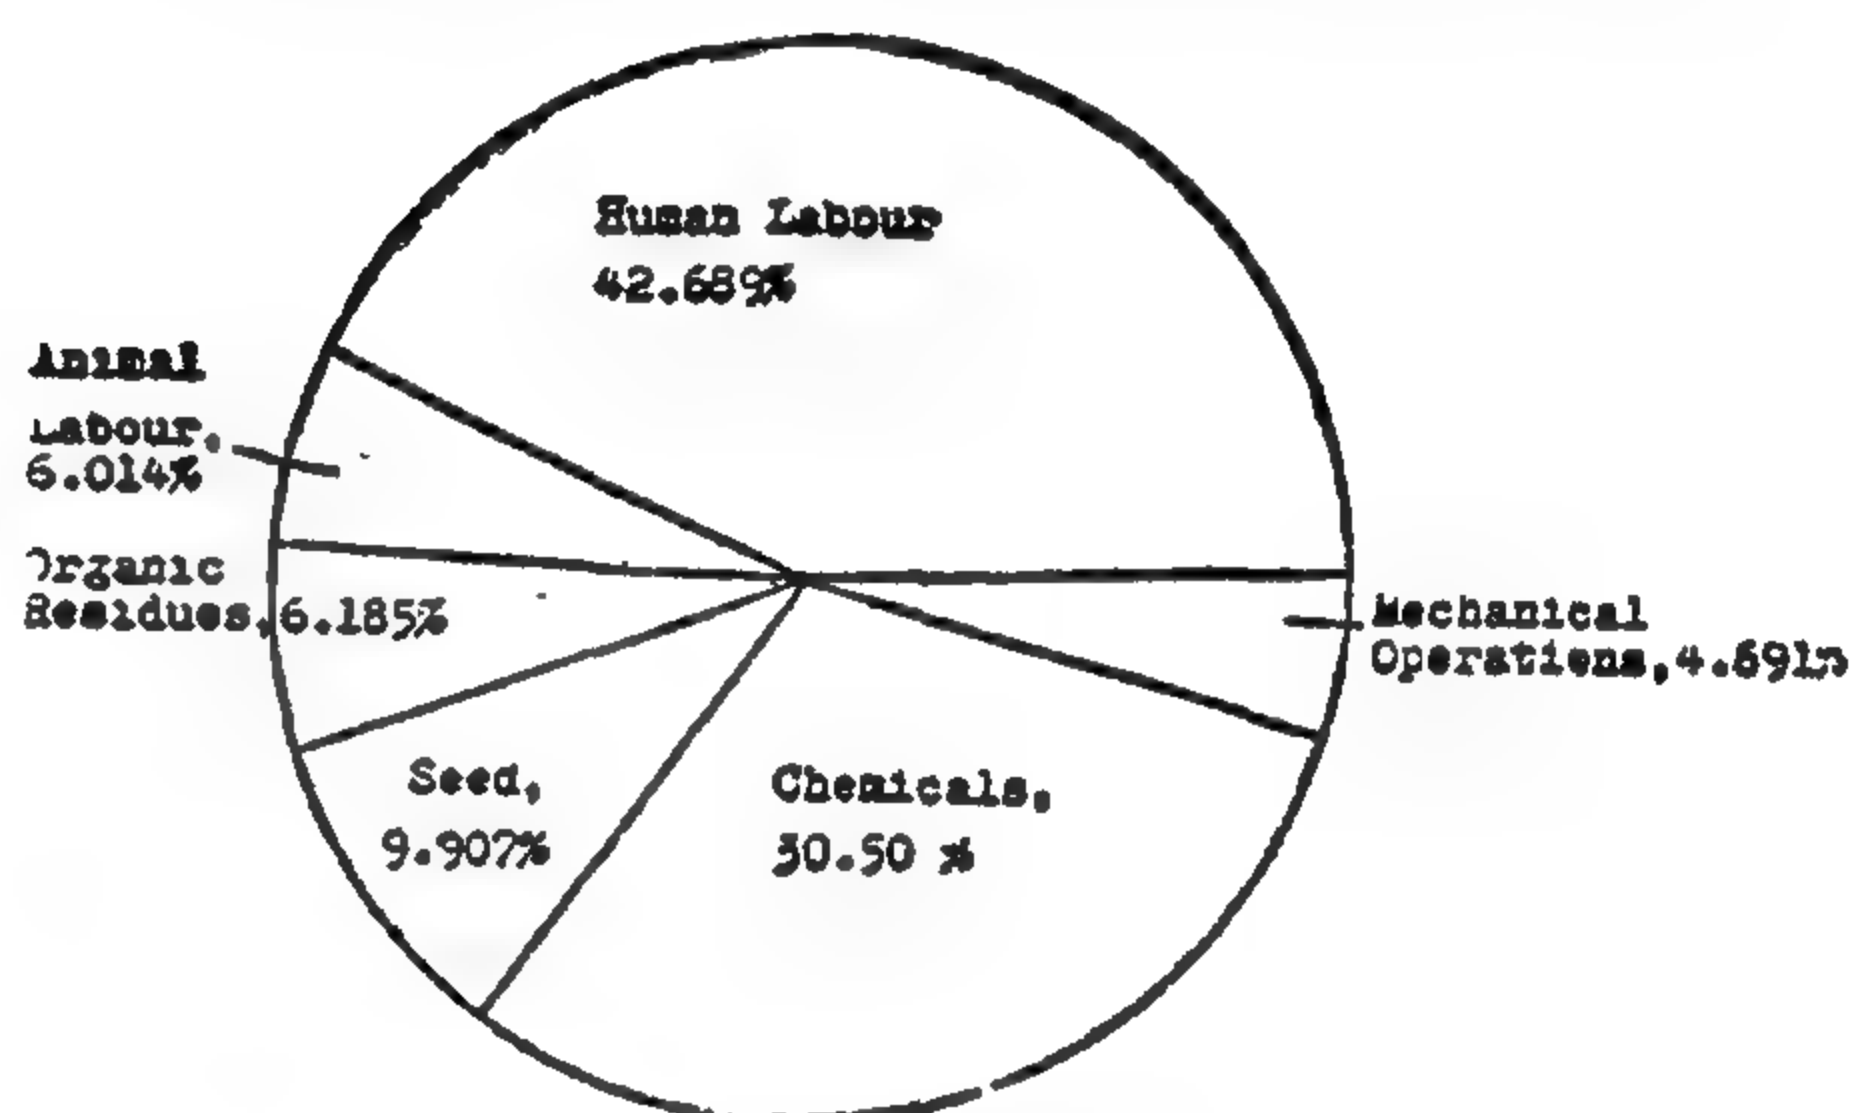 Human Labour
42.689%
Animal
Labour,
6.014%
Organic
Residues, 6.185%
Mechanical
Operations, 4.691%
Seed,
9.907%
Chemicals,
30.50 %